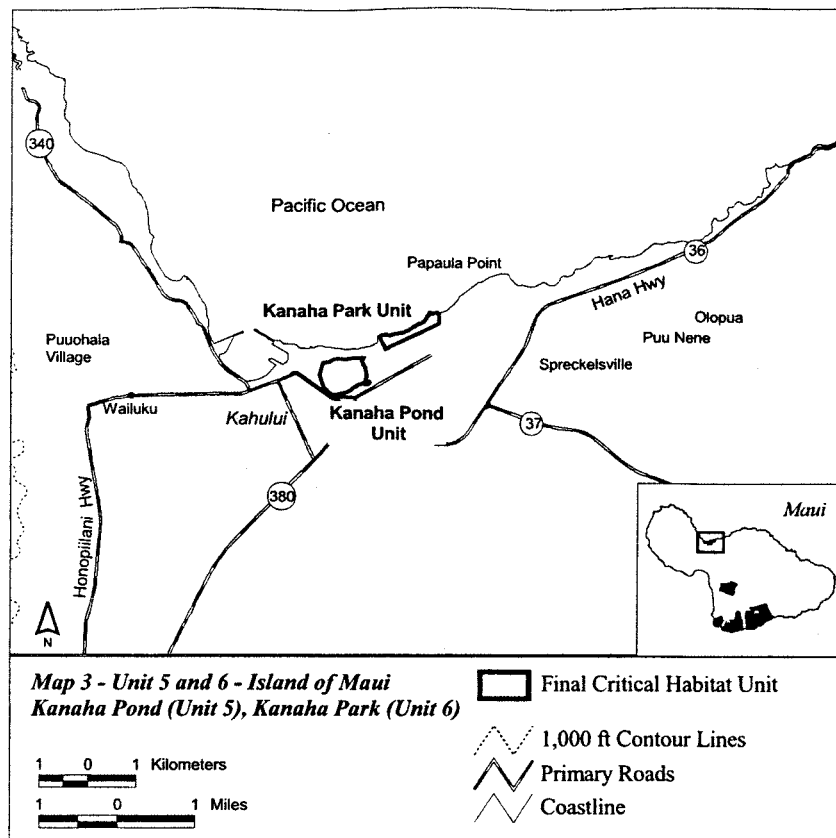 340
Pacific Ocean
Papaula Point
36
Hana Hwy
Kanaha Park Unit
Olopua
Puu Nene
Puuohala
Village
Spreckelsville
Wailuku
Kahului
Kanaha Pond
Unit
37
380
Honopiilani Hwy
Maui
N
Map 3 - Unit 5 and 6 - Island of Maui
Kanaha Pond (Unit 5), Kanaha Park (Unit 6)
1 0 1 Kilometers
1 0 1 Miles
Final Critical Habitat Unit
1,000 ft Contour Lines
Primary Roads
Coastline